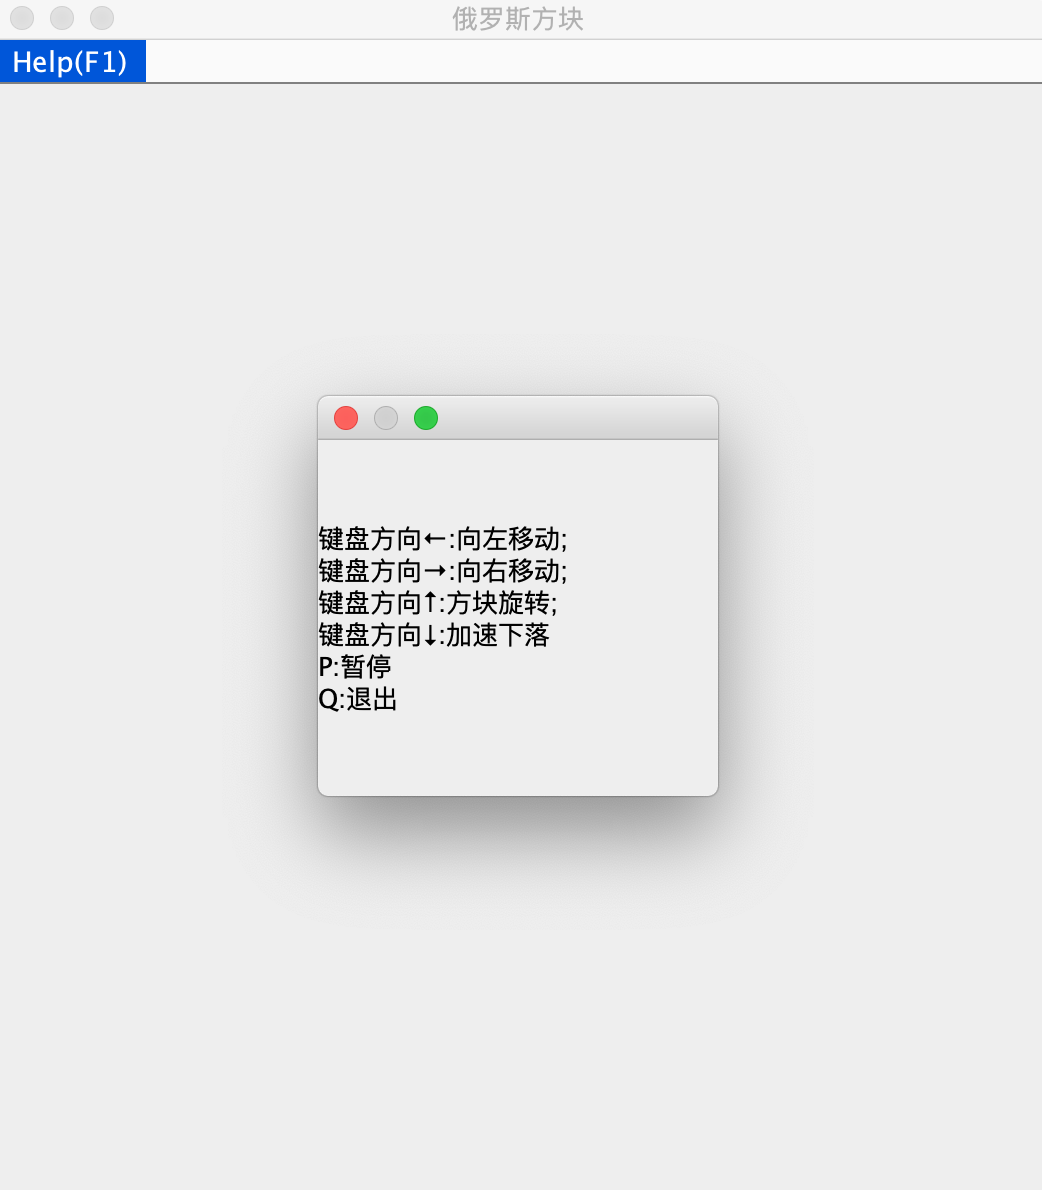 俄罗斯方块
Help(F1)
键盘方向←:向左移动;
键盘方向→:向右移动;
键盘方向↑:方块旋转;
键盘方向↓:加速下落
P:暂停
Q:退出